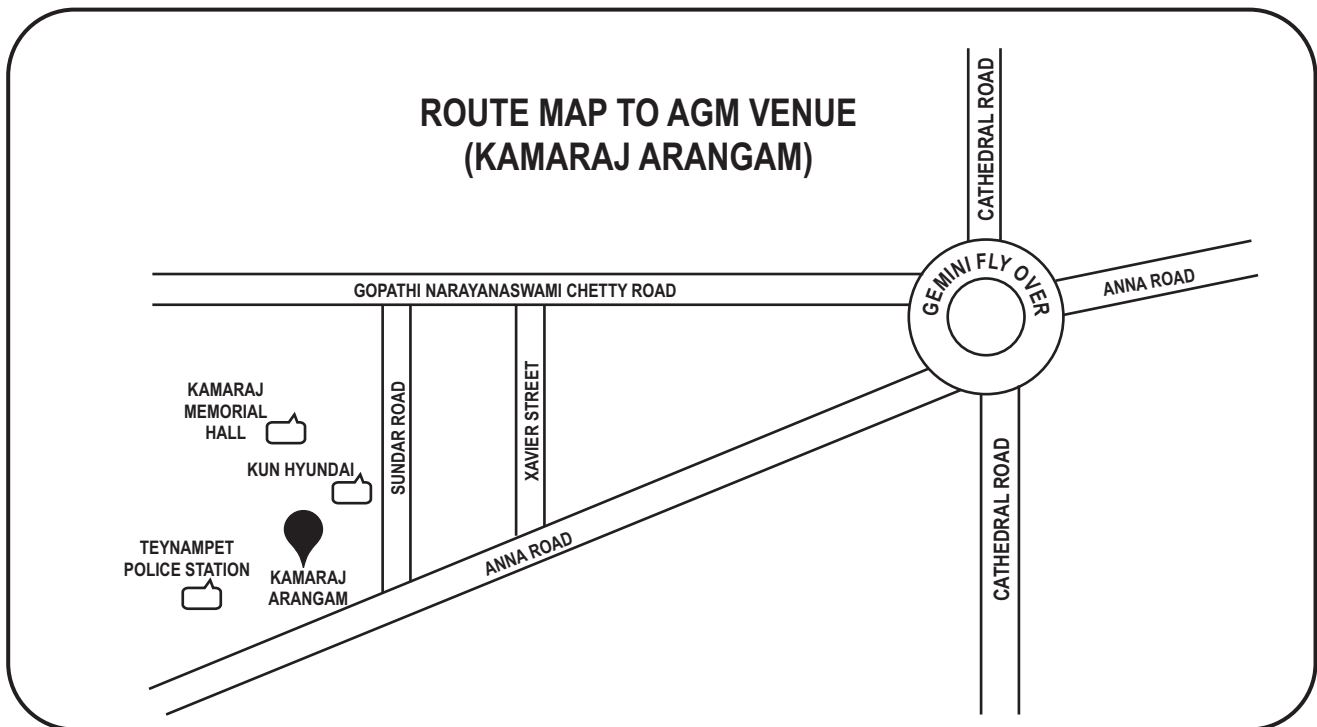 ROUTE MAP TO AGM VENUE
(KAMARAJ ARANGAM)
CATHEDRAL ROAD
GEMINI FLY OVER
ANNA ROAD
GOPATHI NARAYANASWAMI CHETTY ROAD
SUNDAR ROAD
XAVIER STREET
KAMARAJ
MEMORIAL
HALL
KUN HYUNDAI
TEYNAMPET
POLICE STATION
KAMARAJ
ARANGAM
ANNA ROAD
CATHEDRAL ROAD